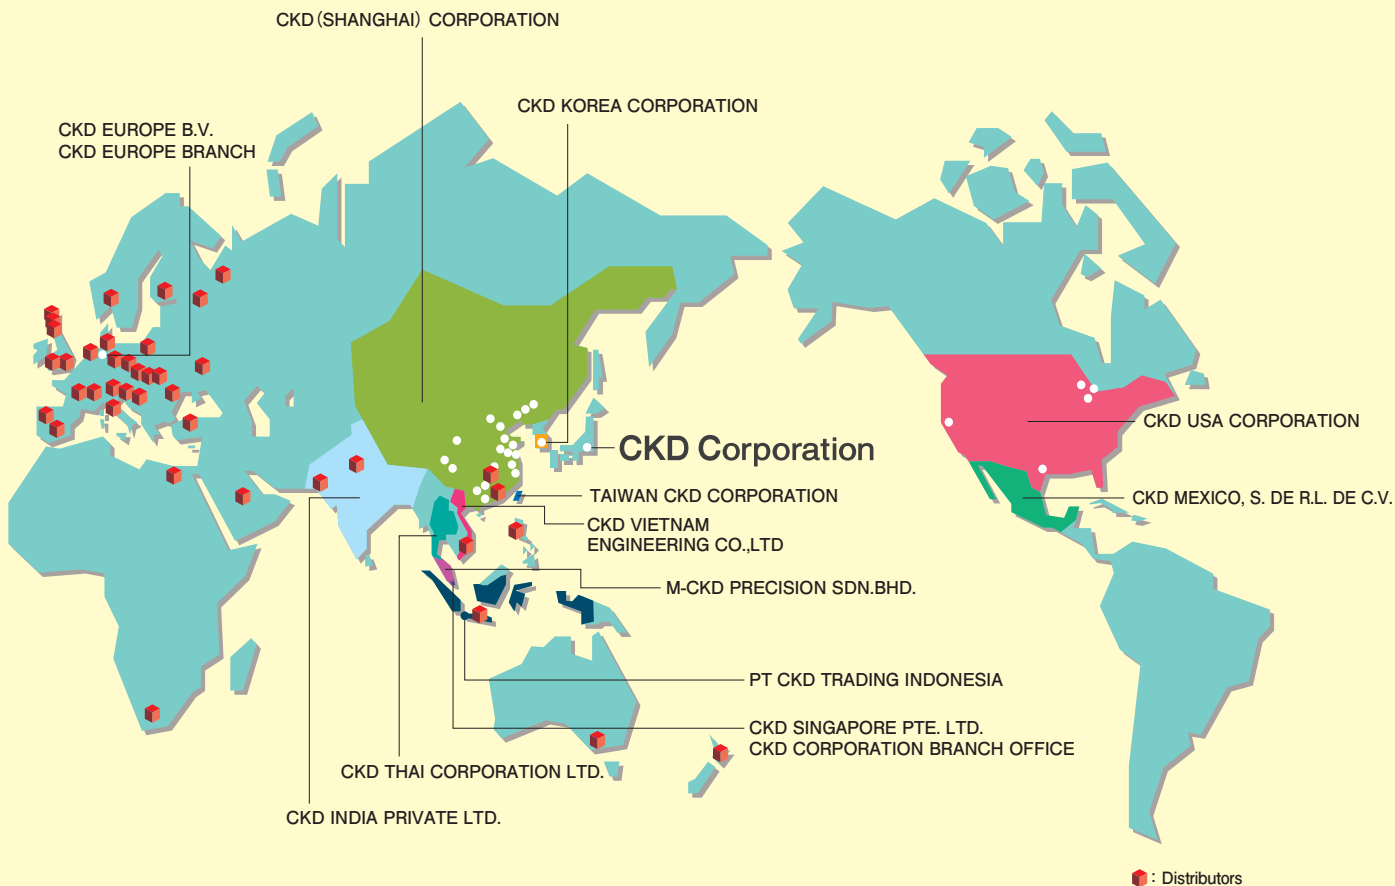 CKD（SHANGHAI）CORPORATION
CKD KOREA CORPORATION
CKD EUROPE B.V.
CKD EUROPE BRANCH
CKD USA CORPORATION
CKD Corporation
TAIWAN CKD CORPORATION
CKD MEXICO, S. DE R.L. DE C.V.
CKD VIETNAM
ENGINEERING CO.,LTD
M-CKD PRECISION SDN.BHD.
PT CKD TRADING INDONESIA
CKD SINGAPORE PTE. LTD.
CKD CORPORATION BRANCH OFFICE
CKD THAI CORPORATION LTD.
CKD INDIA PRIVATE LTD.
: Distributors